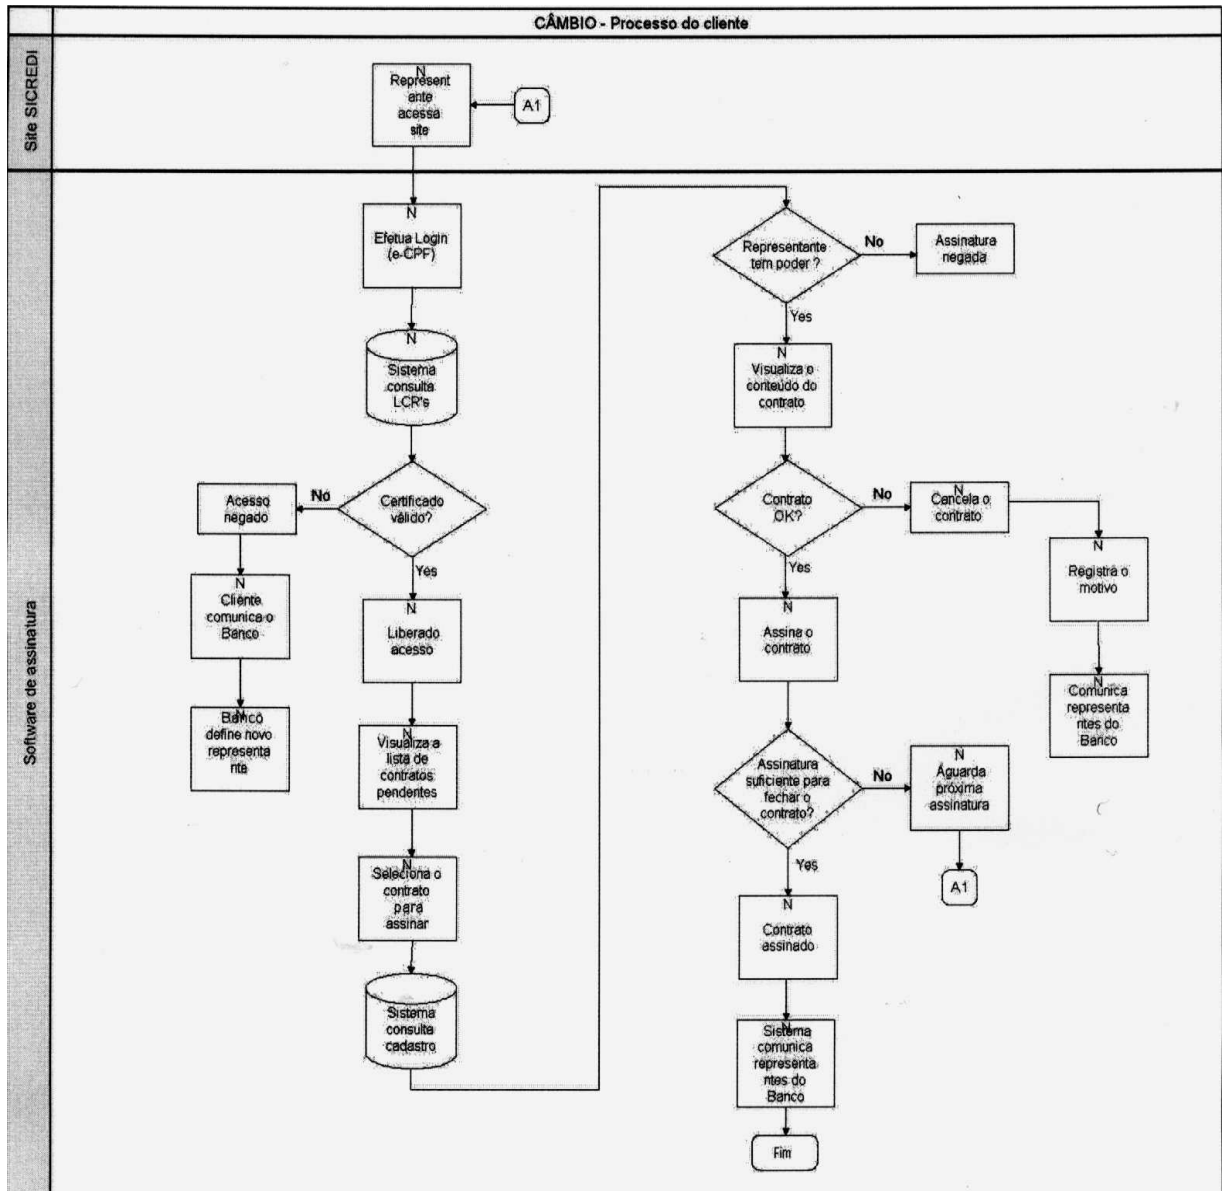 CÂMBIO - Processo do cliente
Site SICREDI
N
Represent
ante
acessa
site
A1
Software de assinatura
N
Efetua Login
(e-CPF)
N
Sistema
consulta
LCR's
Certificado
válido?
No
Acesso
negado
N
Cliente
comunica o
Banco
N
Banco
define novo
representa
nte
Yes
N
Liberado
acesso
N
Visualiza a
lista de
contratos
pendentes
N
Seleciona o
contrato
para
assinar
Sistema
consulta
cadastro
Representante
tem poder ?
No
Assinatura
negada
Yes
N
Visualiza o
conteúdo do
contrato
Contrato
OK?
No
N
Cancela o
contrato
N
Registra o
motivo
N
Comunica
representa
ntes do
Banco
Yes
N
Assina o
contrato
Assinatura
suficiente para
fechar o
contrato?
No
N
Aguarda
próxima
assinatura
A1
Yes
N
Contrato
assinado
N
Sistema
comunica
representa
ntes do
Banco
Fim